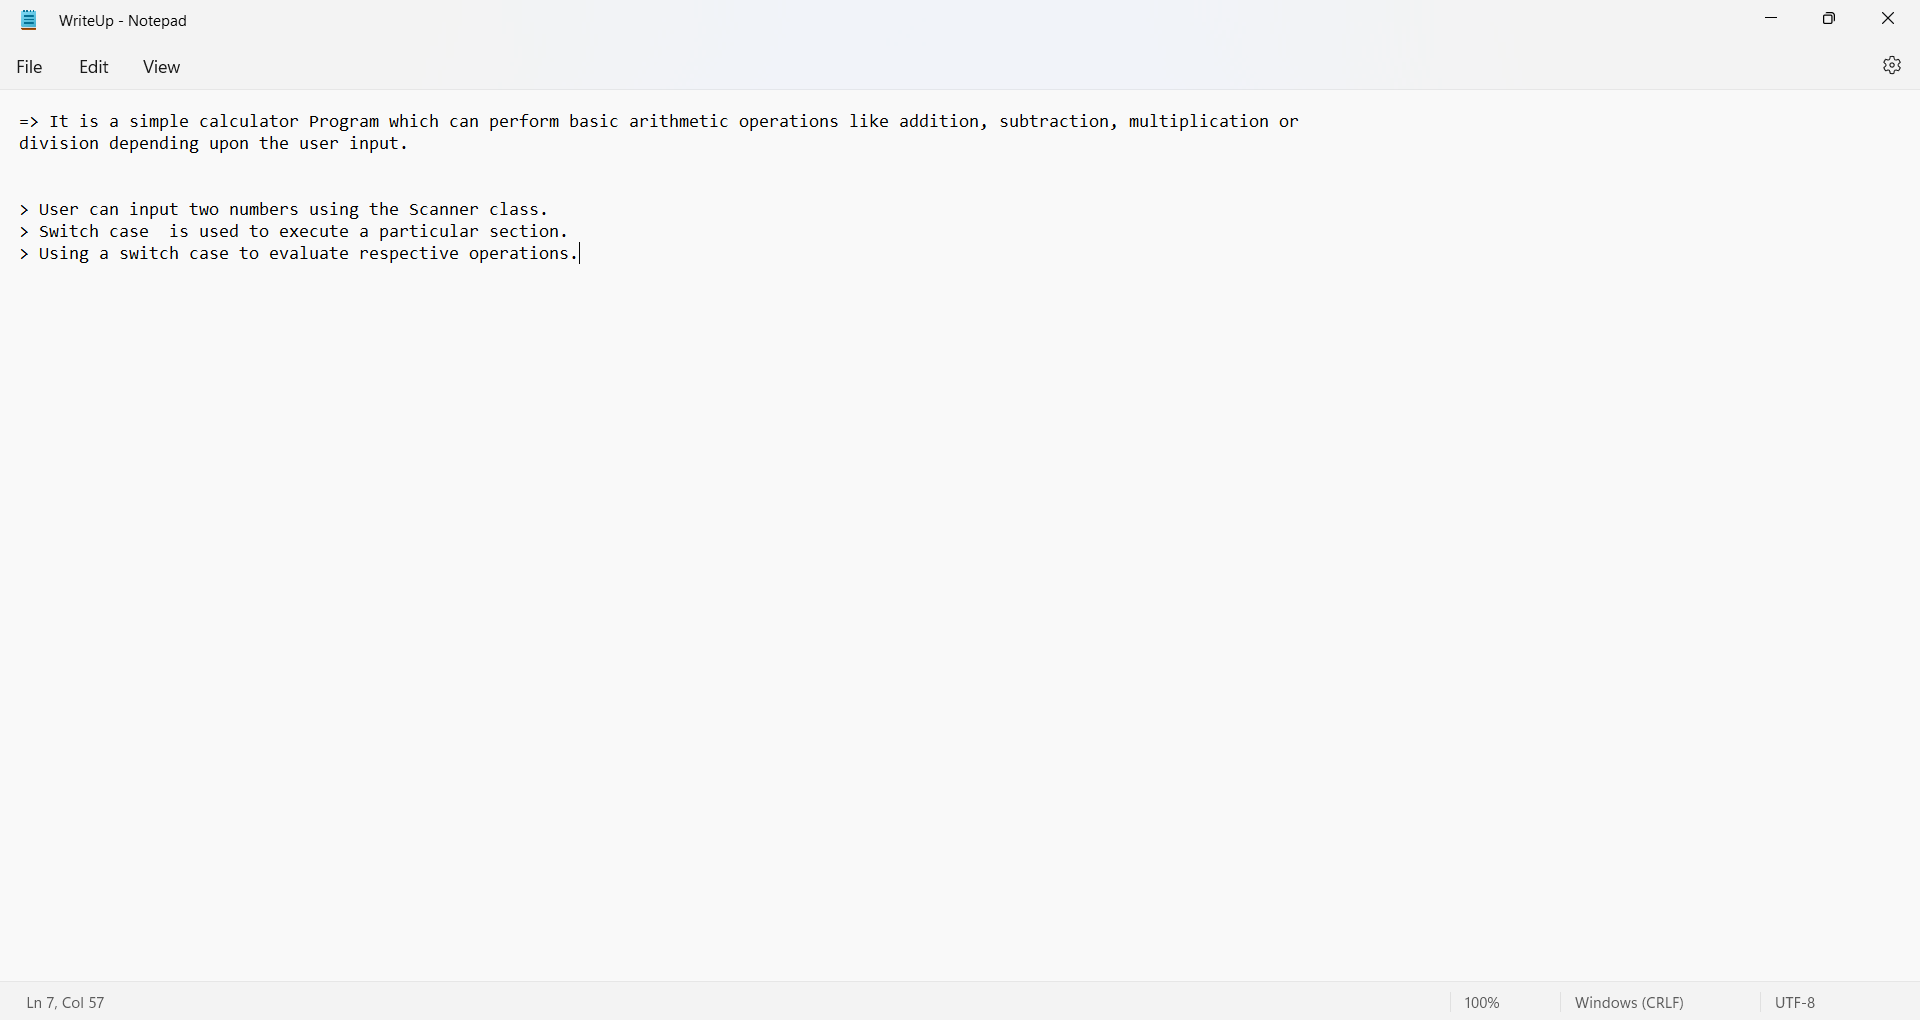 WriteUp - Notepad
File Edit View
=> It is a simple calculator Program which can perform basic arithmetic operations like addition, subtraction, multiplication or
division depending upon the user input.
> User can input two numbers using the Scanner class.
> Switch case  is used to execute a particular section.
> Using a switch case to evaluate respective operations.
Ln 7, Col 57 100% Windows (CRLF) UTF-8